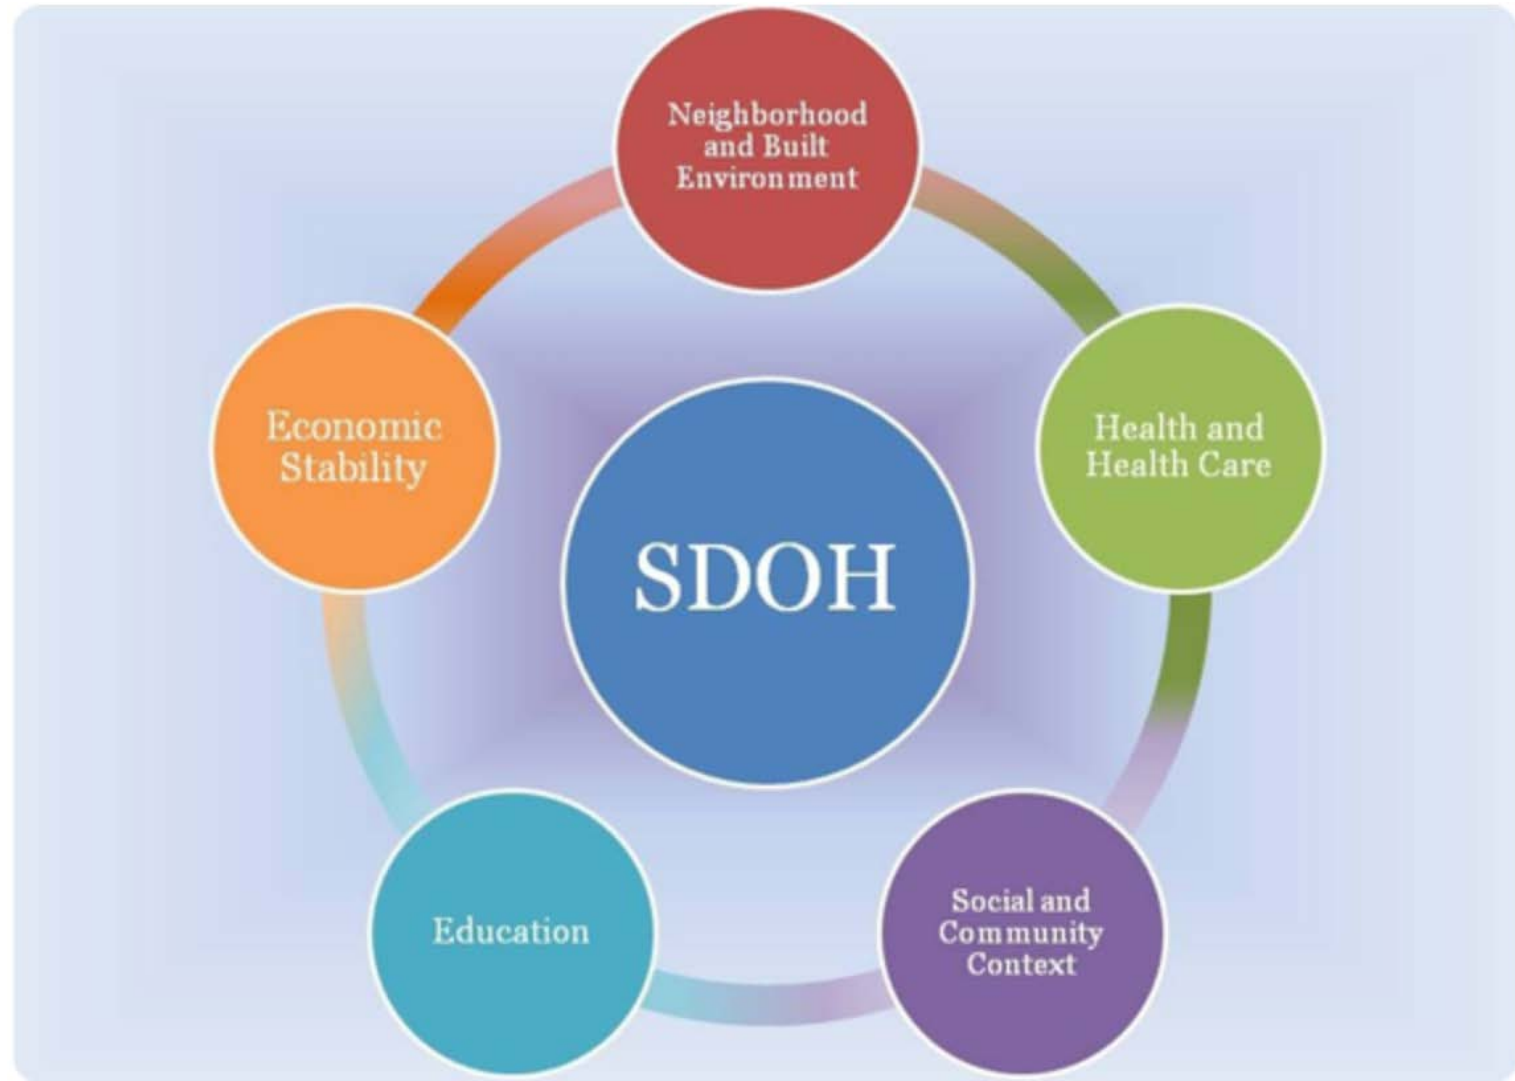 Neighborhood
and Built
Environment
Economic
Stability
Health and
Health Care
SDOH
Education
Social and
Community
Context